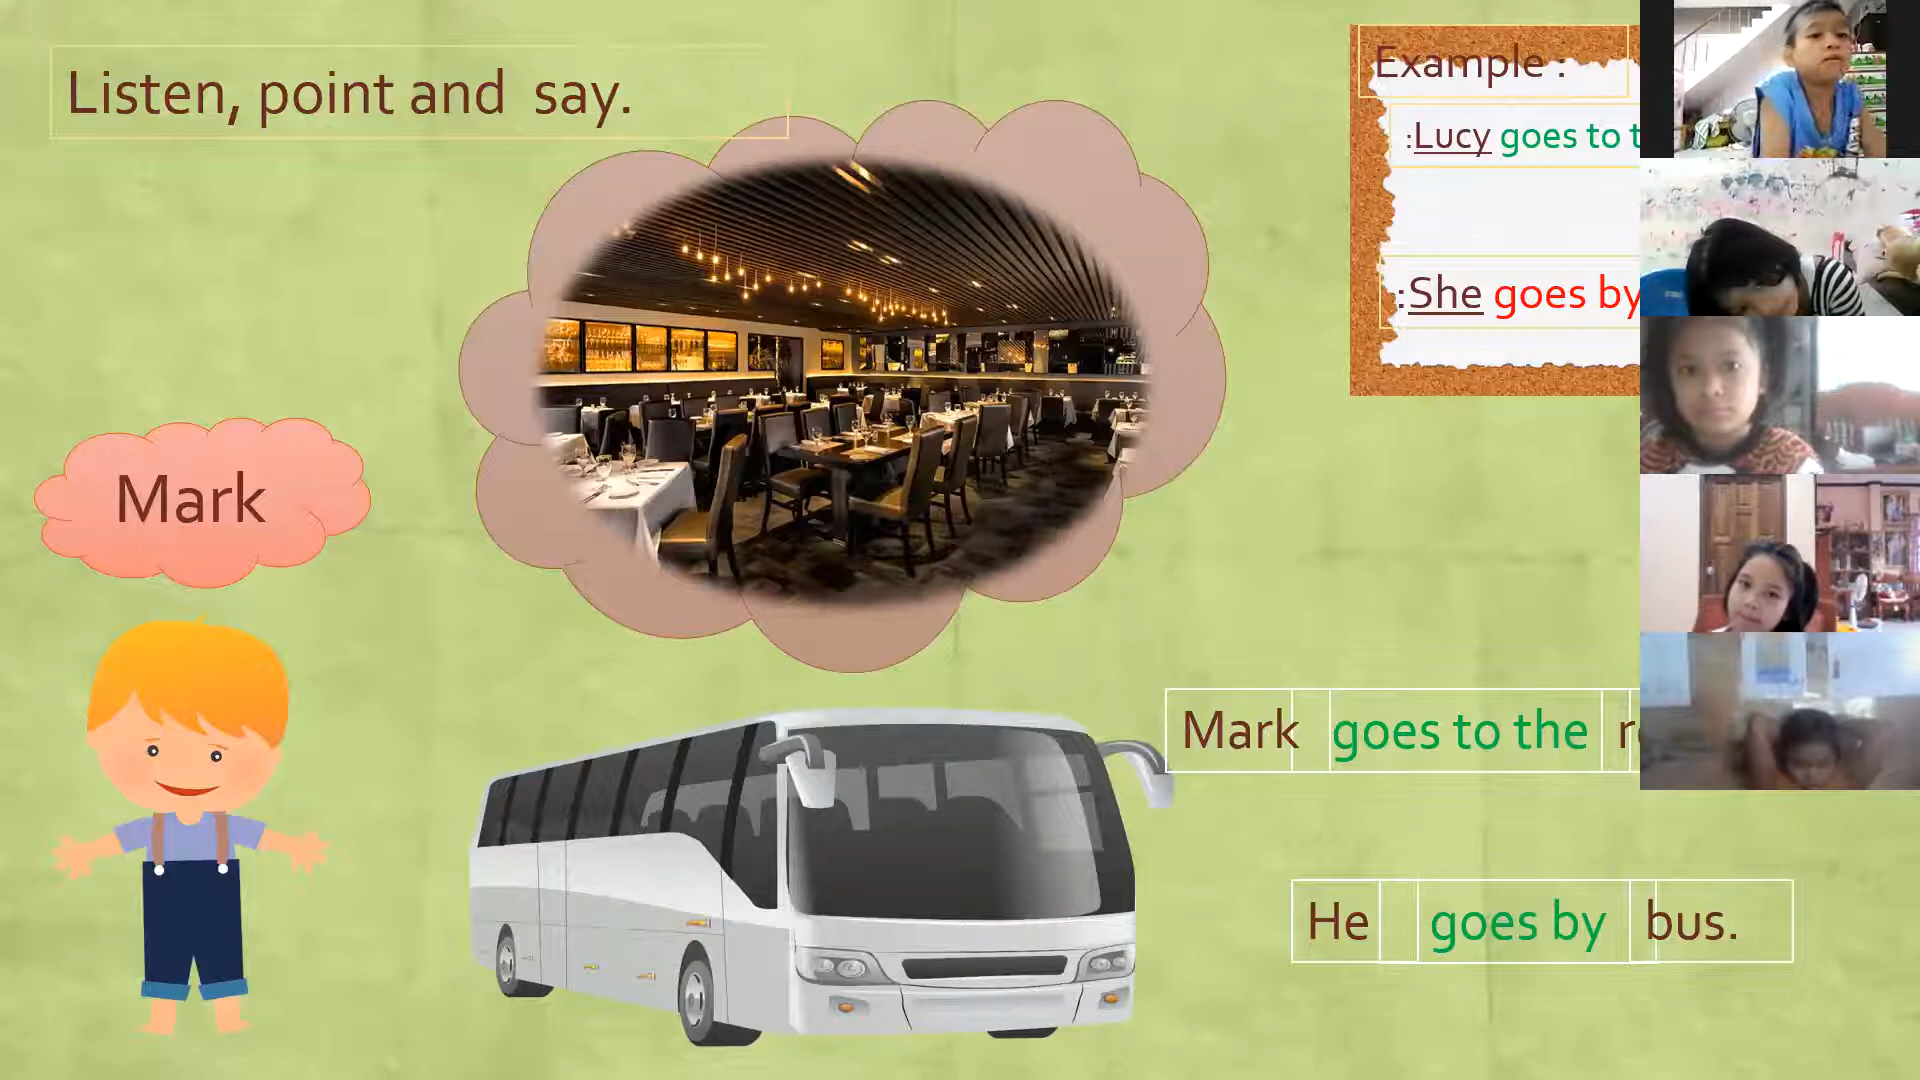 Listen, point and say.
Example :
:Lucy goes to
:She goes by
Mark
Mark goes to the
He goes by bus.